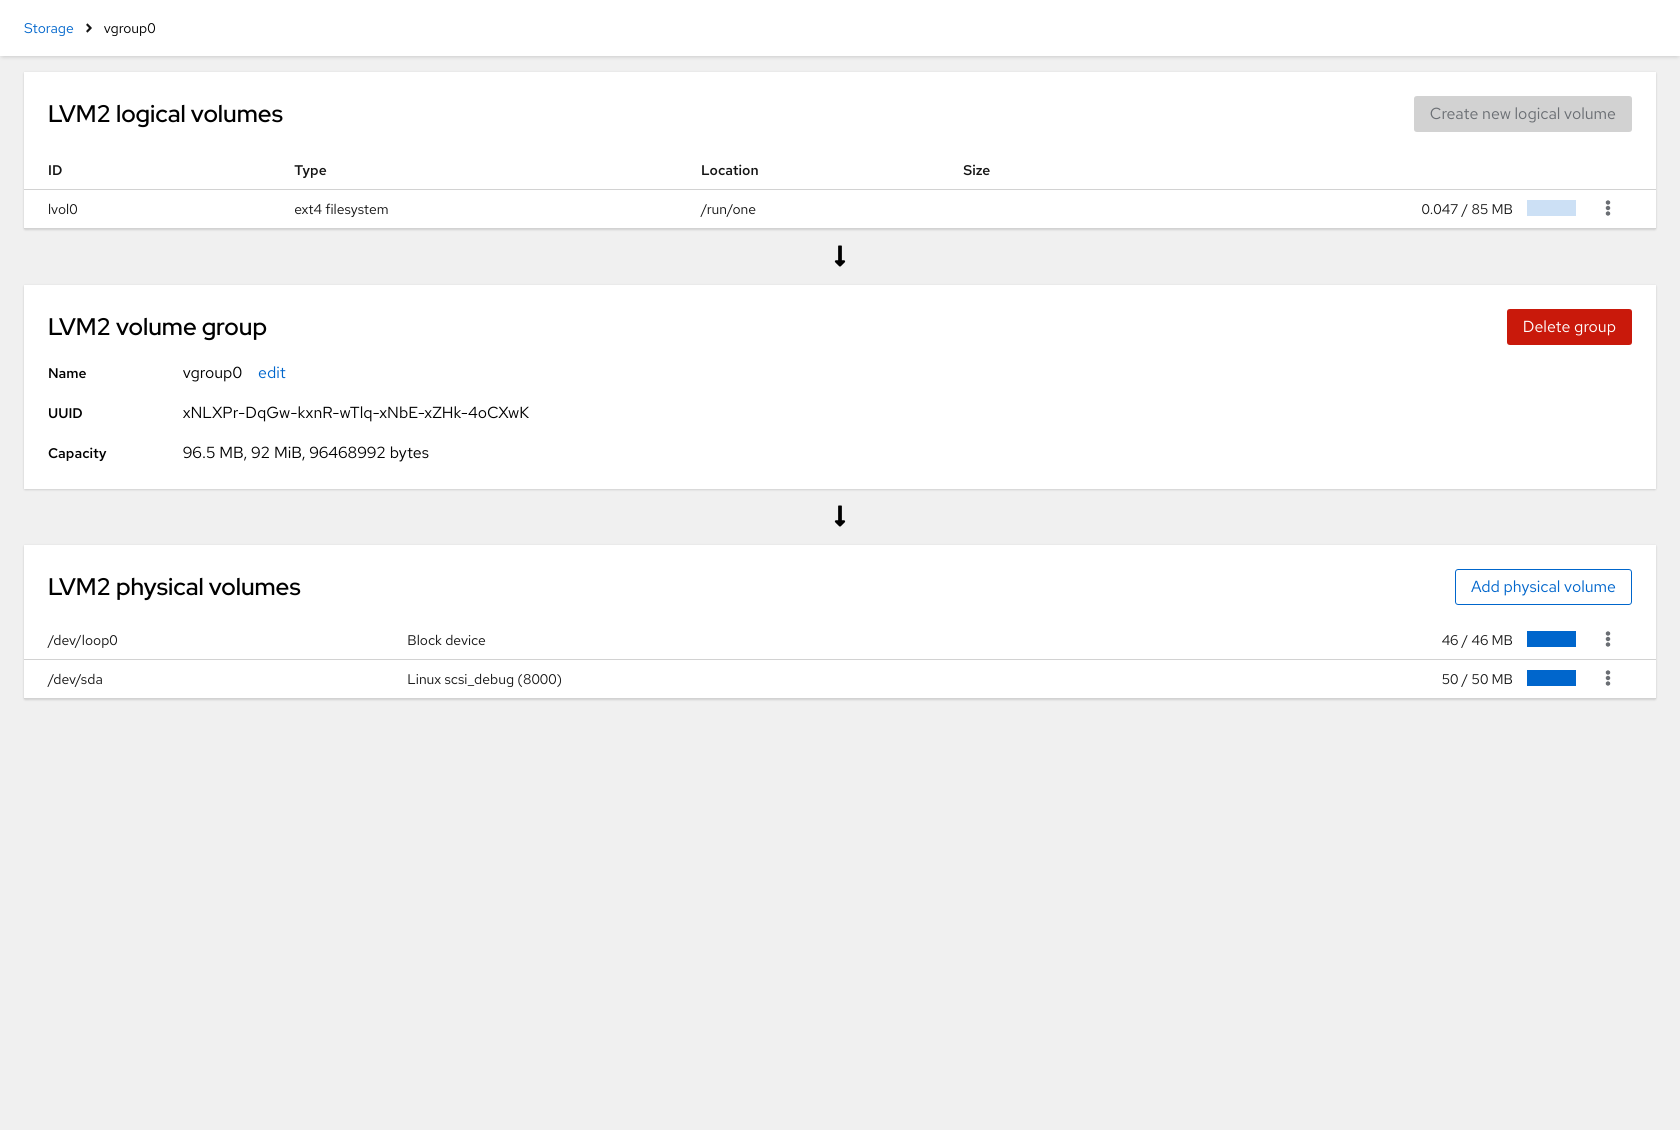 Storage > vgroup0
LVM2 logical volumes
Create new logical volume
ID Type Location Size
lvol0 ext4 filesystem /run/one 0.047 / 85 MB
LVM2 volume group
Delete group
Name vgroup0 edit
UUID xNLXPr-DqGw-kxnR-wTlq-xNbE-xZHk-4oCXwK
Capacity 96.5 MB, 92 MiB, 96468992 bytes
LVM2 physical volumes
Add physical volume
/dev/loop0 Block device 46 / 46 MB
/dev/sda Linux scsi_debug (8000) 50 / 50 MB